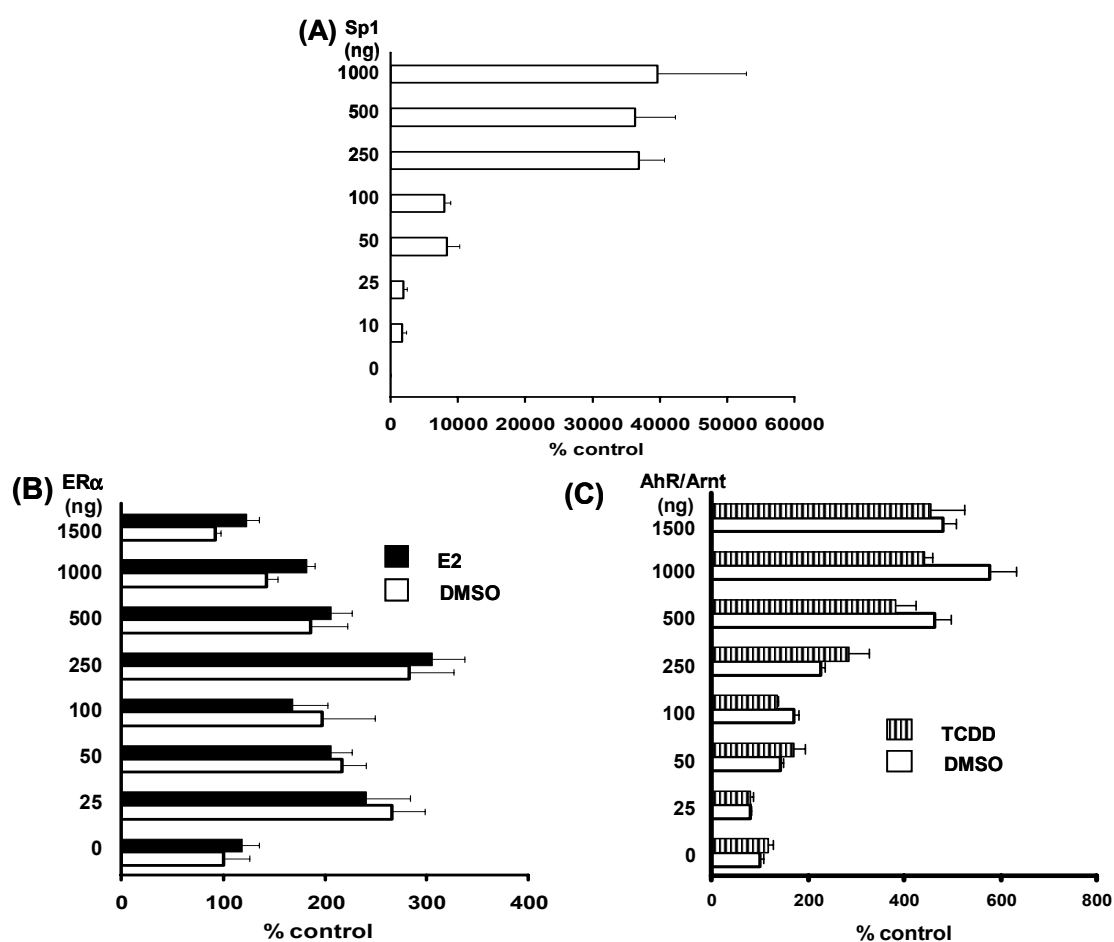 (A) Sp1
(ng)
1000
500
250
100
50
25
10
0
0 10000 20000 30000 40000 50000 60000
% control
(B) ERα
(ng)
1500
1000
500
250
100
50
25
0
E2
DMSO
0 100 200 300 400
% control
(C) AhR/Arnt
(ng)
1500
1000
500
250
100
50
25
0
TCDD
DMSO
0 200 400 600 800
% control